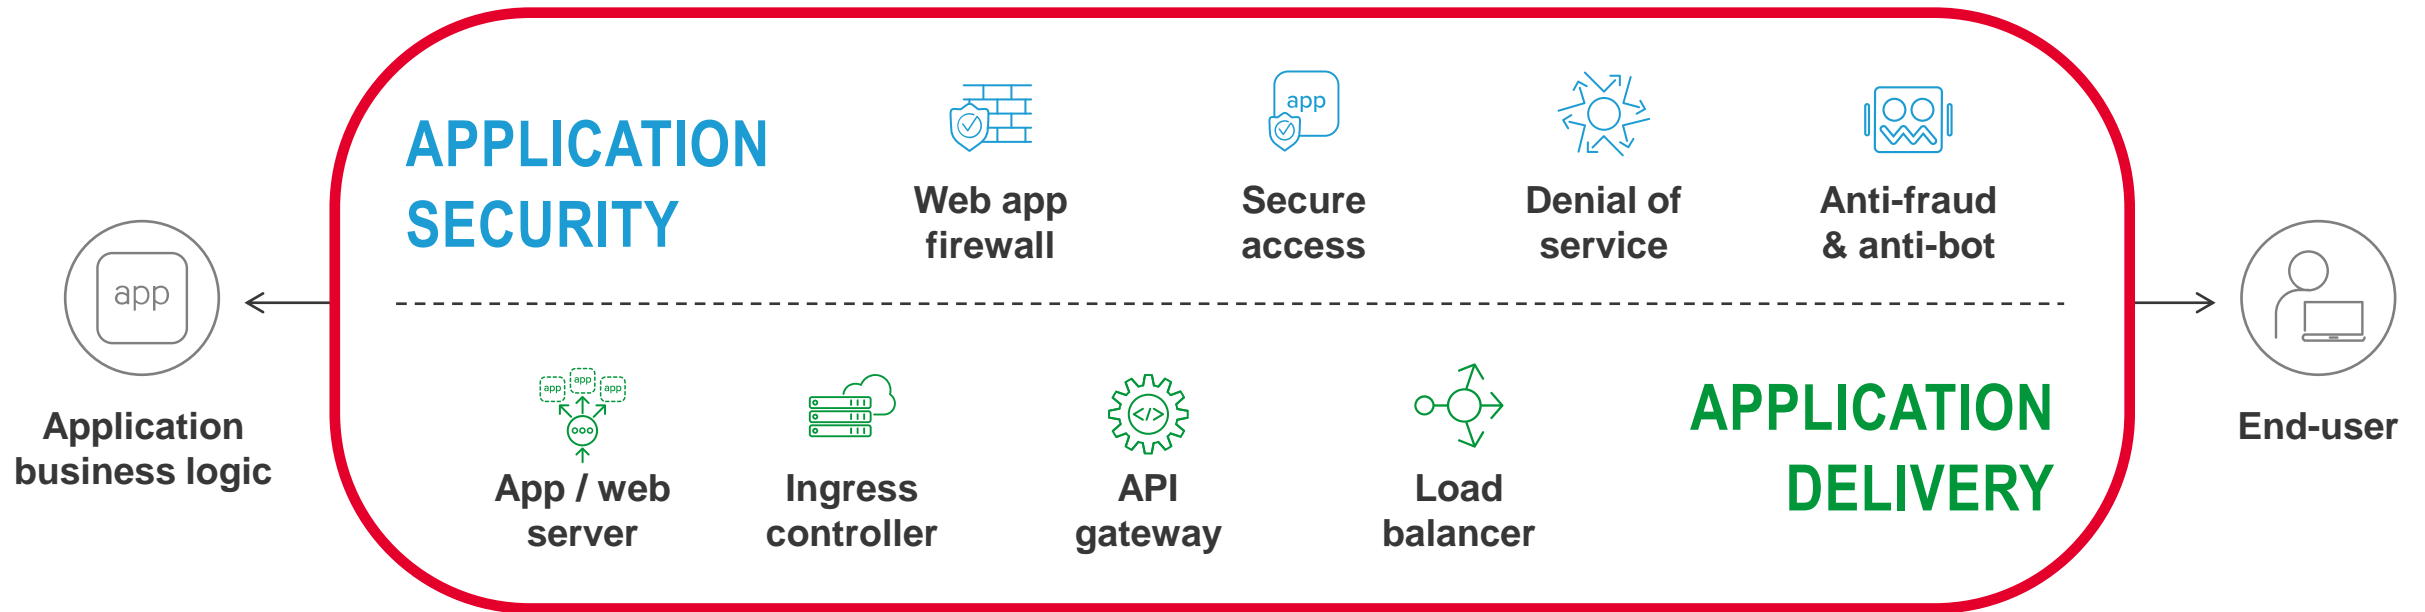 APPLICATION
SECURITY
app
Web app
firewall
Secure
access
Denial of
service
Anti-fraud
& anti-bot
app
Application
business logic
End-user
app
app
app
App / web
server
Ingress
controller
</>
API
gateway
Load
balancer
APPLICATION
DELIVERY